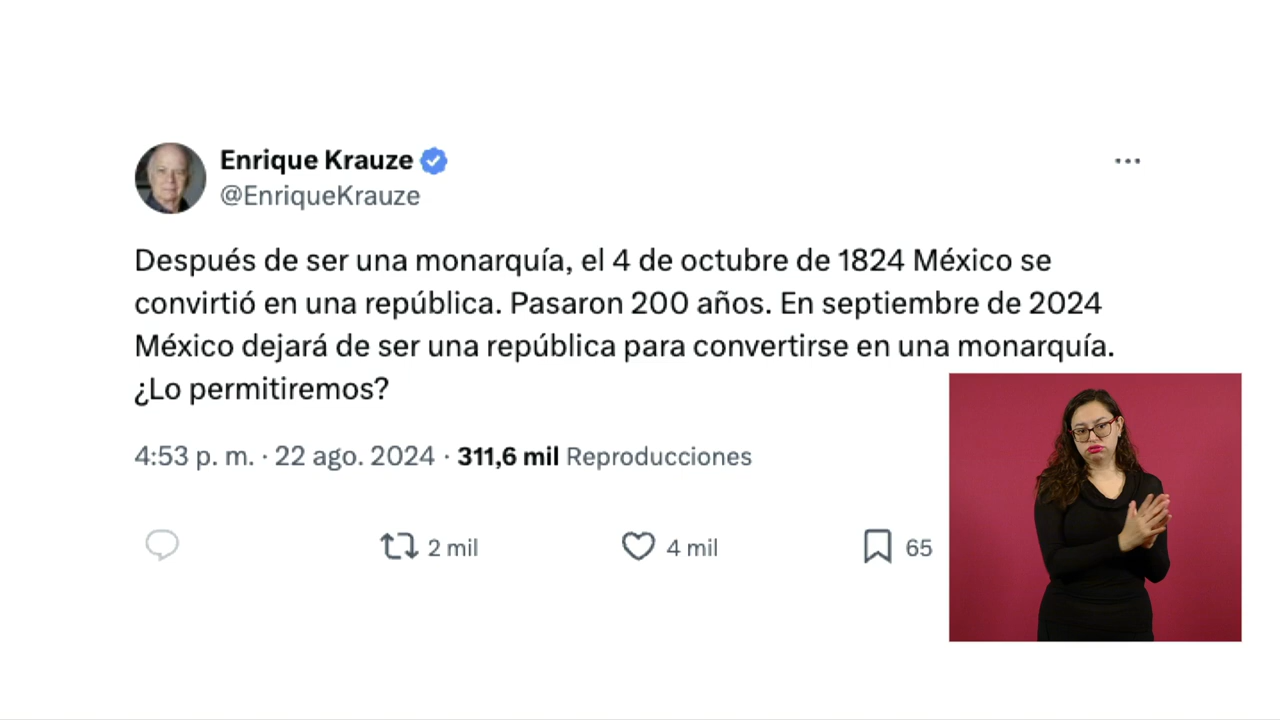 Enrique Krauze
@EnriqueKrauze
Después de ser una monarquía, el 4 de octubre de 1824 México se
convirtió en una república. Pasaron 200 años. En septiembre de 2024
México dejará de ser una república para convertirse en una monarquía.
¿Lo permitiremos?
4:53 p. m. · 22 ago. 2024 · 311,6 mil Reproducciones
2 mil 4 mil 65